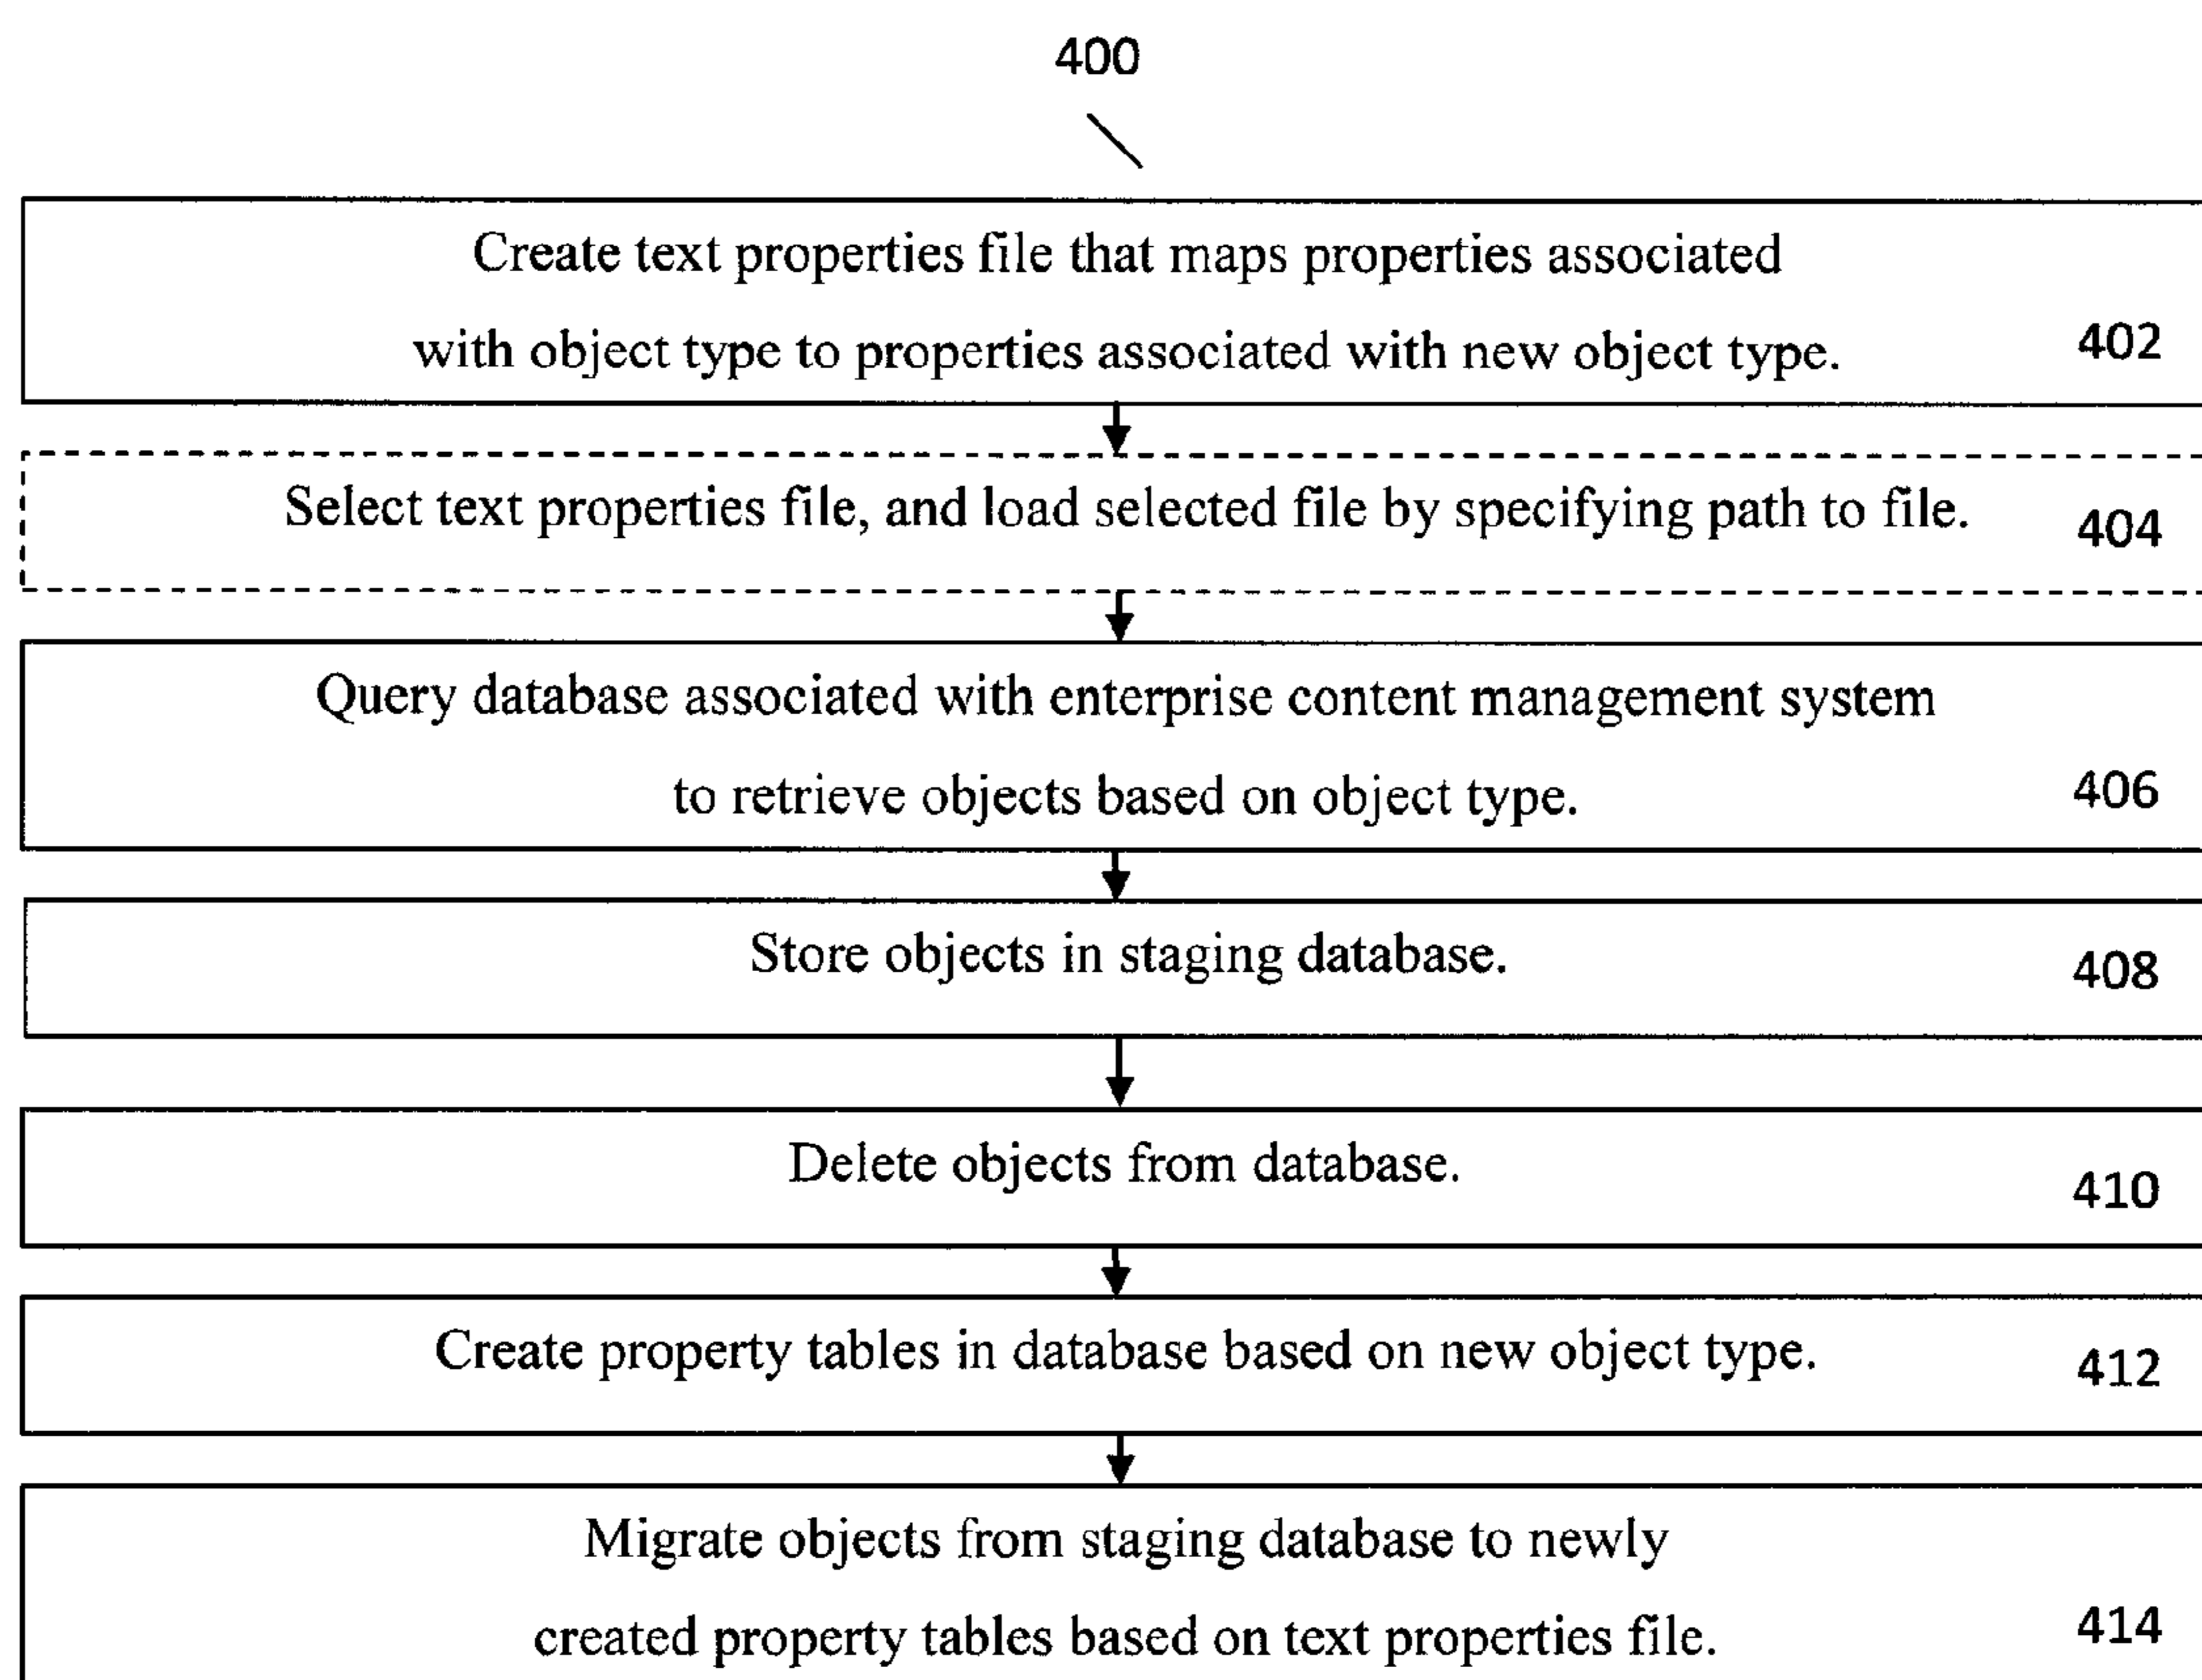 400
Create text properties file that maps properties associated
with object type to properties associated with new object type.
402
Select text properties file, and load selected file by specifying path to file.
404
Query database associated with enterprise content management system
to retrieve objects based on object type.
406
Store objects in staging database.
408
Delete objects from database.
410
Create property tables in database based on new object type.
412
Migrate objects from staging database to newly
created property tables based on text properties file.
414